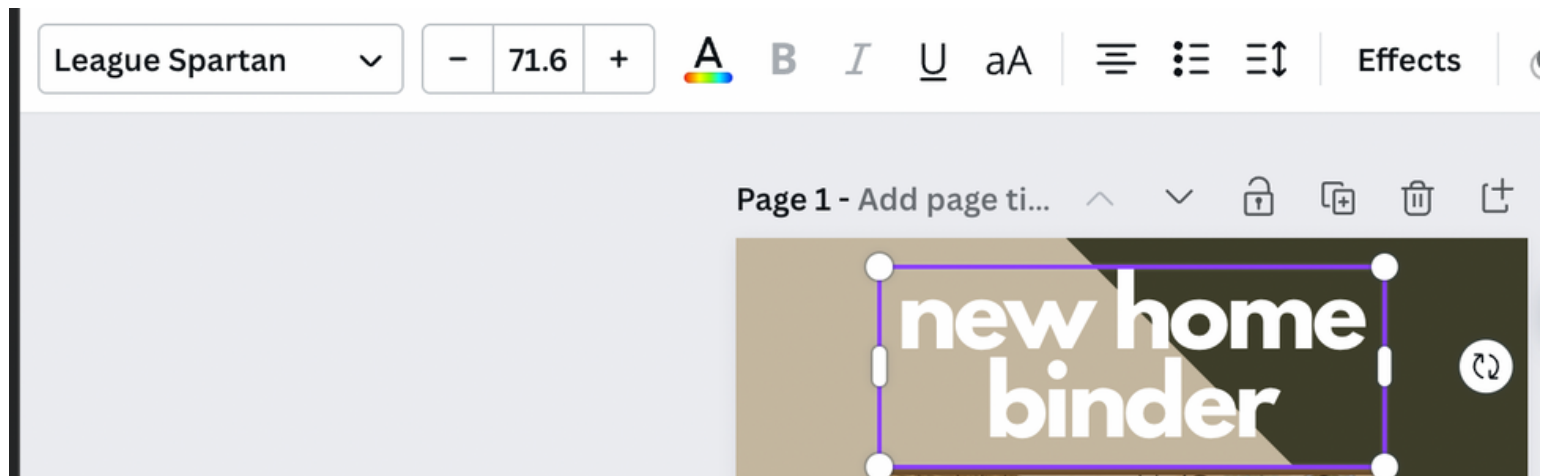 League Spartan
- 71.6 +
A B I U aA Effects
Page 1 - Add page ti...
new home
binder